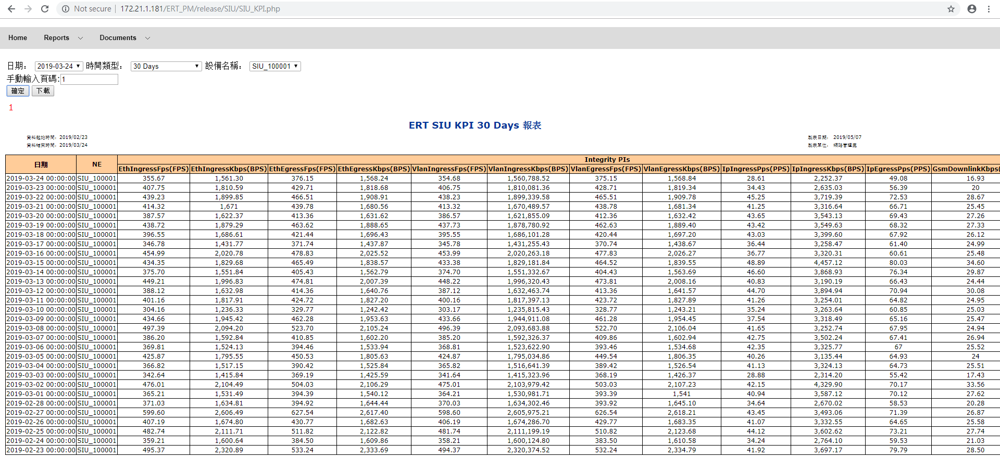 Not secure | 172.21.1.181/ERT_PM/release/SIU/SIU_KPI.php
Home Reports Documents
日期： 2019-03-24 時間類型： 30 Days 設備名稱： SIU_100001
手動輸入頁碼:1
確定 下載
1
ERT SIU KPI 30 Days 報表
資料起始時間：2019/02/23 製表日期： 2019/05/07
資料結束時間：2019/03/24 製表單位： 網路管理處
日期 NE Integrity PIs
EthIngressFps(FPS) EthIngressKbps(BPS) EthEgressFps(FPS) EthEgressKbps(BPS) VlanIngressFps(FPS) VlanIngressKbps(BPS) VlanEgressFps(FPS) VlanEgressKbps(BPS) IpIngressPps(PPS) IpIngressKbps(BPS) IpEgressPps(PPS) GsmDownlinkKbps(
2019-03-24 00:00:00 SIU_100001 355.67 1,561.30 376.15 1,568.24 354.68 1,560,788.52 375.15 1,568.84 28.61 2,252.37 49.08 16.93
2019-03-23 00:00:00 SIU_100001 407.75 1,810.59 429.71 1,818.68 406.75 1,810,081.36 428.71 1,819.34 34.43 2,635.03 56.39 20
2019-03-22 00:00:00 SIU_100001 439.23 1,899.85 466.51 1,908.91 438.23 1,899,339.58 465.51 1,909.78 45.25 3,719.39 72.53 28.67
2019-03-21 00:00:00 SIU_100001 414.32 1,671 439.78 1,680.56 413.32 1,670,489.57 438.78 1,681.34 41.25 3,316.64 66.71 25.45
2019-03-20 00:00:00 SIU_100001 387.57 1,622.37 413.36 1,631.62 386.57 1,621,855.09 412.36 1,632.42 43.65 3,543.13 69.43 27.26
2019-03-19 00:00:00 SIU_100001 438.72 1,879.29 463.62 1,888.65 437.73 1,878,780.92 462.63 1,889.40 43.42 3,549.63 68.32 27.33
2019-03-18 00:00:00 SIU_100001 396.55 1,686.61 421.44 1,696.43 395.55 1,686,101.28 420.44 1,697.20 43.03 3,399.60 67.92 26.12
2019-03-17 00:00:00 SIU_100001 346.78 1,431.77 371.74 1,437.87 345.78 1,431,255.43 370.74 1,438.67 36.44 3,258.47 61.40 24.99
2019-03-16 00:00:00 SIU_100001 454.99 2,020.78 478.83 2,025.52 453.99 2,020,263.18 477.83 2,026.27 36.77 3,320.31 60.61 25.48
2019-03-15 00:00:00 SIU_100001 434.35 1,829.68 465.49 1,838.57 433.38 1,829,181.84 464.52 1,839.55 48.89 4,457.12 80.03 34.60
2019-03-14 00:00:00 SIU_100001 375.70 1,551.84 405.43 1,562.79 374.70 1,551,332.67 404.43 1,563.69 46.60 3,868.93 76.34 29.87
2019-03-13 00:00:00 SIU_100001 449.21 1,996.83 474.81 2,007.39 448.22 1,996,320.43 473.81 2,008.16 40.83 3,190.19 66.43 24.44
2019-03-12 00:00:00 SIU_100001 388.12 1,632.98 414.36 1,640.76 387.12 1,632,463.74 413.36 1,641.57 44.70 3,894.94 70.94 30.08
2019-03-11 00:00:00 SIU_100001 401.16 1,817.91 424.72 1,827.20 400.16 1,817,397.13 423.72 1,827.89 41.26 3,254.01 64.82 24.95
2019-03-10 00:00:00 SIU_100001 304.16 1,236.33 329.77 1,242.42 303.17 1,235,815.43 328.77 1,243.21 35.24 3,263.64 60.85 25.03
2019-03-09 00:00:00 SIU_100001 434.66 1,945.42 462.28 1,953.63 433.66 1,944,911.08 461.28 1,954.45 37.54 3,318.49 65.16 25.47
2019-03-08 00:00:00 SIU_100001 497.39 2,094.20 523.70 2,105.24 496.39 2,093,683.88 522.70 2,106.04 41.65 3,252.74 67.95 24.94
2019-03-07 00:00:00 SIU_100001 386.20 1,592.84 410.85 1,602.20 385.20 1,592,326.37 409.86 1,602.94 42.75 3,502.24 67.41 26.94
2019-03-06 00:00:00 SIU_100001 369.81 1,524.13 394.46 1,533.94 368.81 1,523,622.90 393.46 1,534.68 42.35 3,325.77 67 25.52
2019-03-05 00:00:00 SIU_100001 425.87 1,795.55 450.53 1,805.63 424.87 1,795,034.86 449.54 1,806.35 40.26 3,135.44 64.93 24
2019-03-04 00:00:00 SIU_100001 366.82 1,517.15 390.42 1,525.84 365.82 1,516,641.39 389.42 1,526.54 41.13 3,324.13 64.73 25.51
2019-03-03 00:00:00 SIU_100001 342.64 1,415.84 369.19 1,425.59 341.64 1,415,323.96 368.19 1,426.37 28.88 2,314.20 55.42 17.43
2019-03-02 00:00:00 SIU_100001 476.01 2,104.49 504.03 2,106.29 475.01 2,103,979.42 503.03 2,107.23 42.15 4,329.90 70.17 33.56
2019-03-01 00:00:00 SIU_100001 365.21 1,531.49 394.39 1,540.12 364.21 1,530,981.71 393.39 1,541 40.94 3,587.12 70.12 27.62
2019-02-28 00:00:00 SIU_100001 371.03 1,634.81 394.92 1,644.44 370.03 1,634,302.46 393.92 1,645.10 34.64 2,670.02 58.53 20.28
2019-02-27 00:00:00 SIU_100001 599.60 2,606.49 627.54 2,617.40 598.60 2,605,975.21 626.54 2,618.21 43.45 3,493.06 71.39 26.87
2019-02-26 00:00:00 SIU_100001 407.19 1,674.80 430.77 1,682.63 406.19 1,674,286.70 429.77 1,683.35 41.07 3,332.55 64.65 25.58
2019-02-25 00:00:00 SIU_100001 482.74 2,111.71 511.82 2,122.82 481.74 2,111,199.19 510.82 2,123.68 44.12 3,602.62 73.21 27.74
2019-02-24 00:00:00 SIU_100001 359.21 1,600.64 384.50 1,609.86 358.21 1,600,124.80 383.50 1,610.58 34.24 2,764.10 59.53 21.03
2019-02-23 00:00:00 SIU_100001 495.37 2,320.89 533.24 2,333.69 494.37 2,320,374.52 532.24 2,334.79 41.92 3,697.17 79.79 28.50